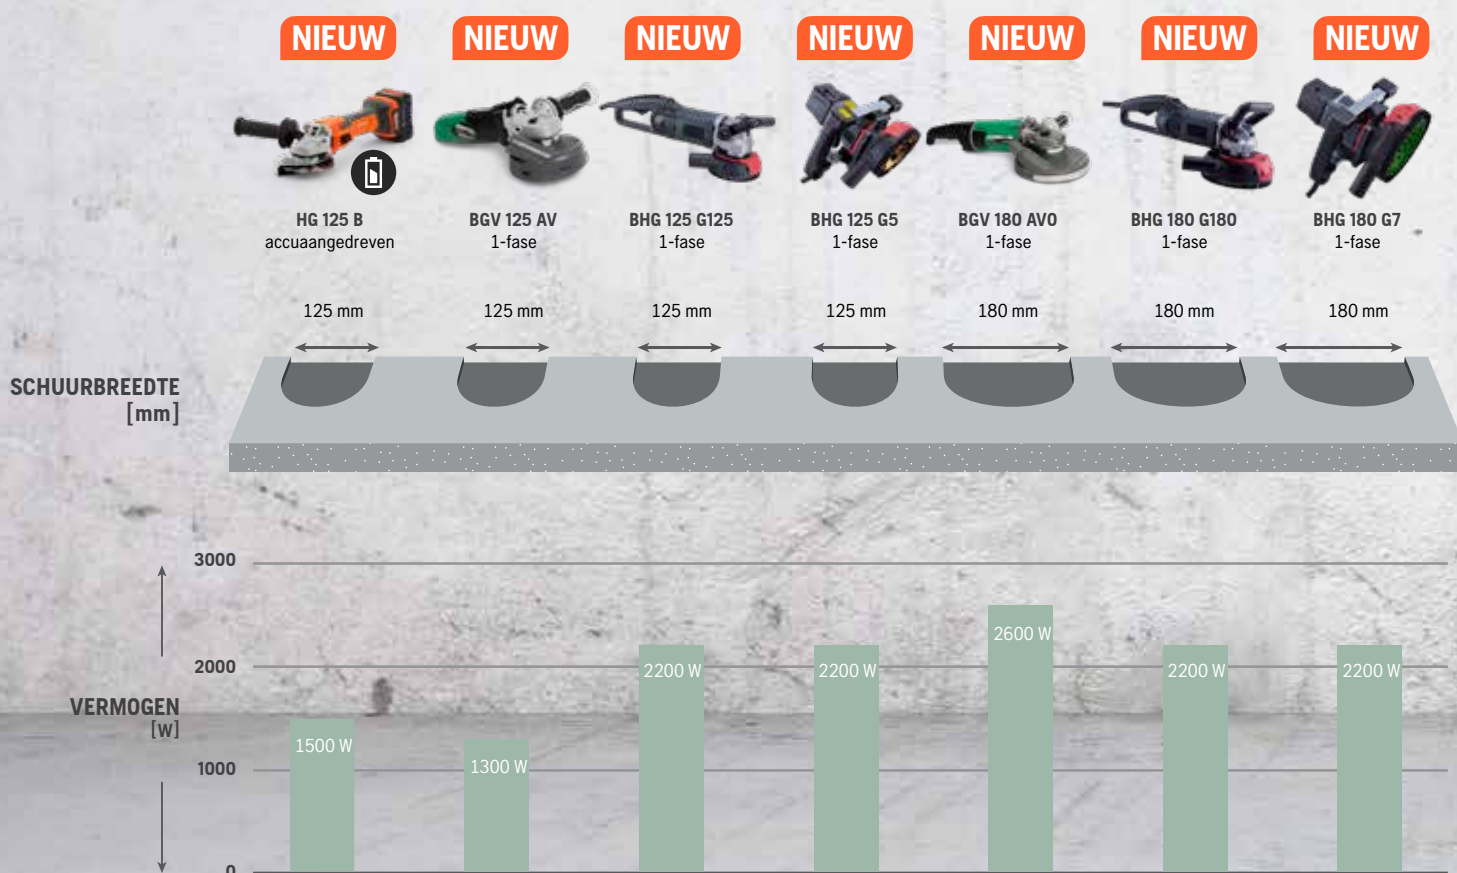 NIEUW NIEUW NIEUW NIEUW NIEUW NIEUW NIEUW
HG 125 B BGV 125 AV BHG 125 G125 BHG 125 G5 BGV 180 AVO BHG 180 G180 BHG 180 G7
accuaangedreven 1-fase 1-fase 1-fase 1-fase 1-fase 1-fase
125 mm 125 mm 125 mm 125 mm 180 mm 180 mm 180 mm
SCHUURBREEDTE
[mm]
3000
2600 W
2000
2200 W 2200 W 2200 W 2200 W
VERMOGEN
[W]
1500 W
1300 W
1000
0